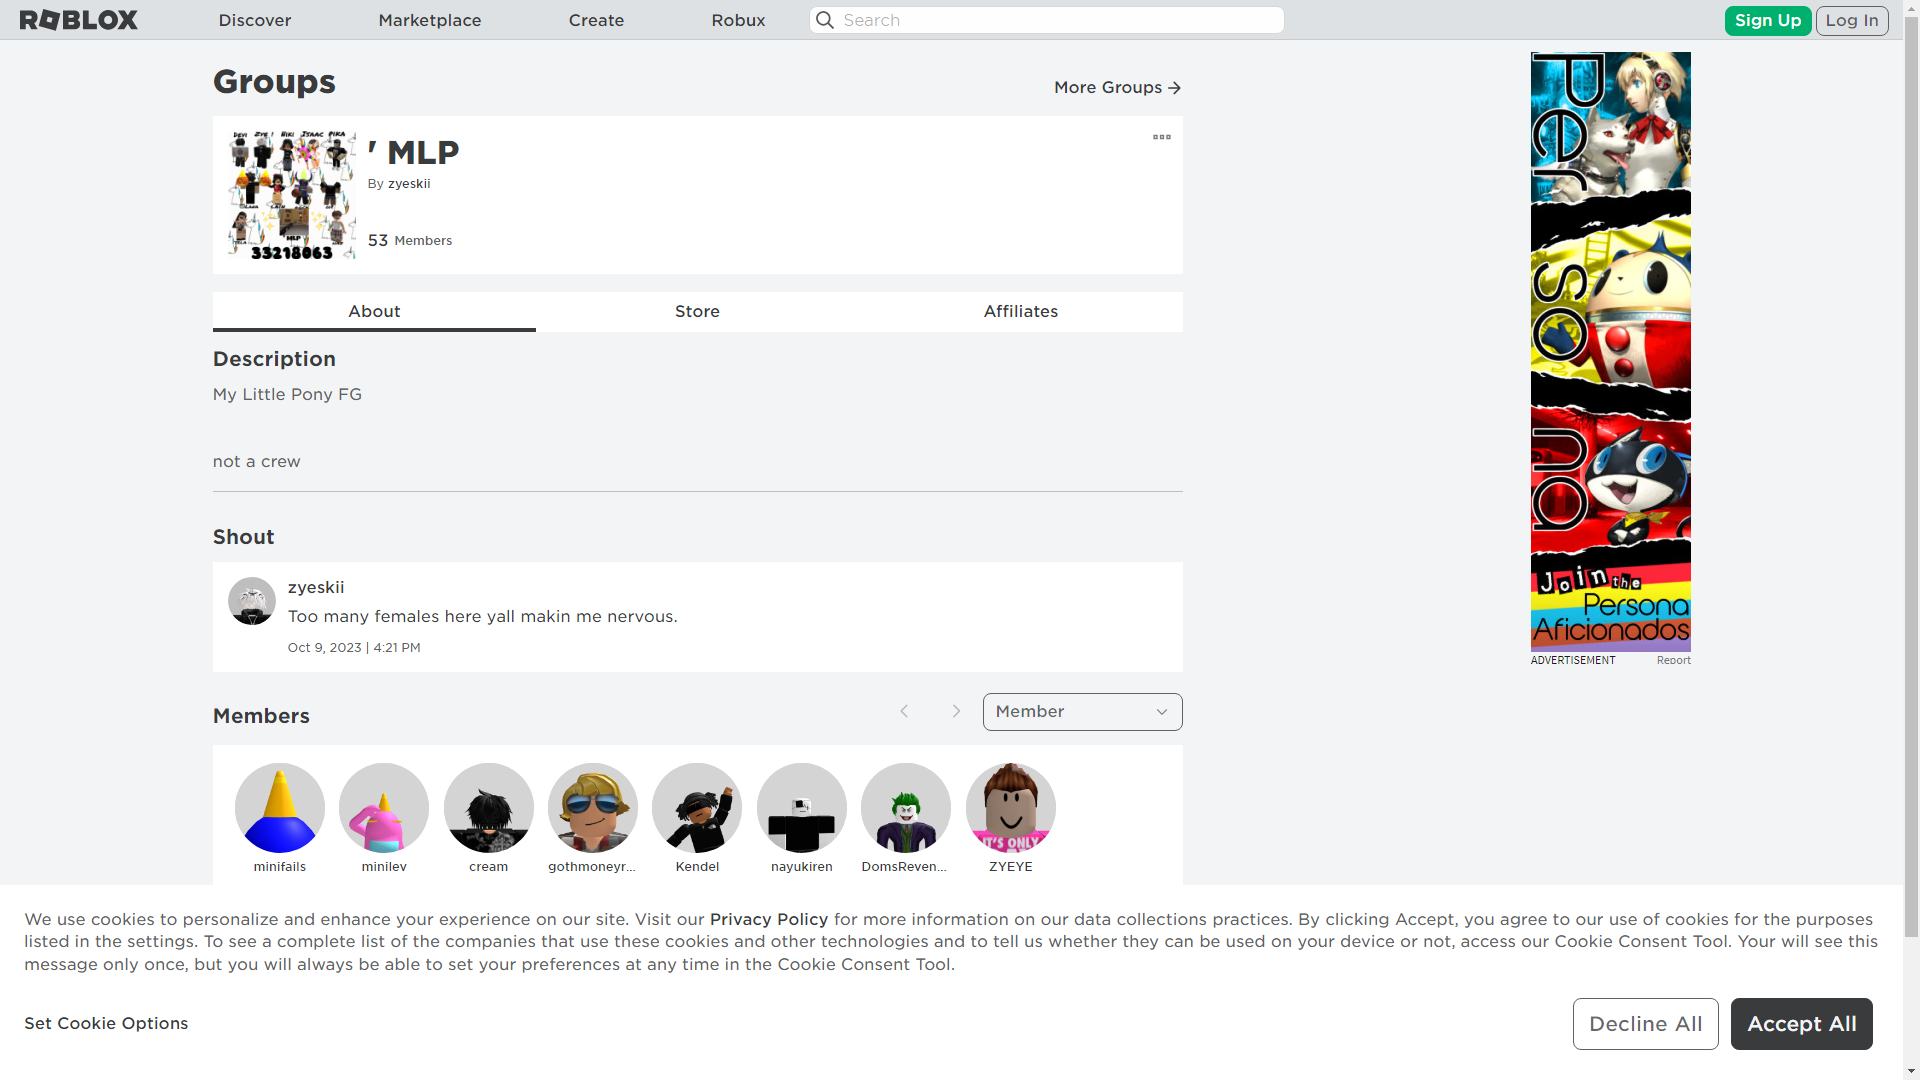 ROBLOX
Discover
Marketplace
Create
Robux
Search
Sign Up
Log In
Groups
More Groups
DEVI ZYE! NIKI ISAAC PIKA
MLP
33218063
' MLP
By zyeskii
53 Members
About
Store
Affiliates
Description
My Little Pony FG
not a crew
Shout
zyeskii
Too many females here yall makin me nervous.
Oct 9, 2023 | 4:21 PM
Members
Member
minifails
minilev
cream
gothmoneyr...
Kendel
nayukiren
DomsReven...
IT'S ONLY
ZYEYE
Persona
Join the
Persona
Aficionados
ADVERTISEMENT
Report
We use cookies to personalize and enhance your experience on our site. Visit our Privacy Policy for more information on our data collections practices. By clicking Accept, you agree to our use of cookies for the purposes
listed in the settings. To see a complete list of the companies that use these cookies and other technologies and to tell us whether they can be used on your device or not, access our Cookie Consent Tool. Your will see this
message only once, but you will always be able to set your preferences at any time in the Cookie Consent Tool.
Set Cookie Options
Decline All
Accept All